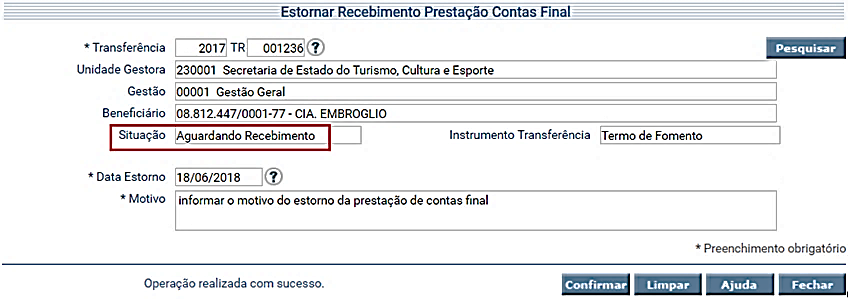 Estornar Recebimento Prestação Contas Final
* Transferência 2017 TR 001236 ? Pesquisar
Unidade Gestora 230001 Secretaria de Estado do Turismo, Cultura e Esporte
Gestão 00001 Gestão Geral
Beneficiário 08.812.447/0001-77 - CIA. EMBROGLIO
Situação Aguardando Recebimento Instrumento Transferência Termo de Fomento
* Data Estorno 18/06/2018 ?
* Motivo informar o motivo do estorno da prestação de contas final
* Preenchimento obrigatório
Operação realizada com sucesso. Confirmar Limpar Ajuda Fechar